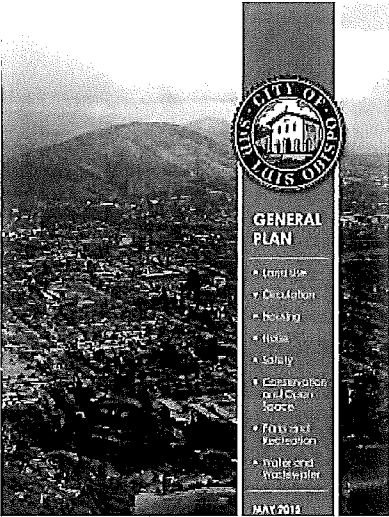 CITY OF
SAN LUIS OBISPO
GENERAL
PLAN
• Land Use
• Circulation
• Housing
• Noise
• Safety
• Conservation
and Open
Space
• Parks and
Recreation
• Water and
Wastewater
MAY 2015